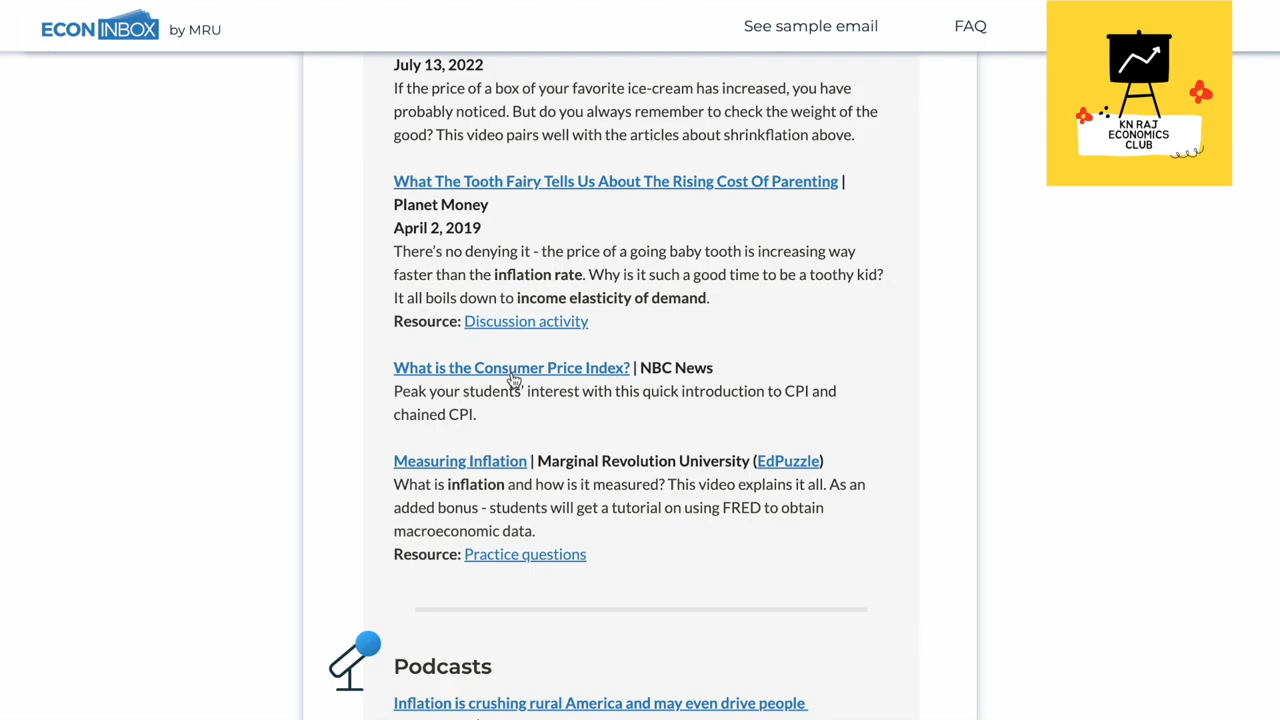 ECON INBOX by MRU
See sample email
FAQ
KN RAJ
ECONOMICS
CLUB
July 13, 2022
If the price of a box of your favorite ice-cream has increased, you have
probably noticed. But do you always remember to check the weight of the
good? This video pairs well with the articles about shrinkflation above.
What The Tooth Fairy Tells Us About The Rising Cost Of Parenting |
Planet Money
April 2, 2019
There's no denying it - the price of a going baby tooth is increasing way
faster than the inflation rate. Why is it such a good time to be a toothy kid?
It all boils down to income elasticity of demand.
Resource: Discussion activity
What is the Consumer Price Index? | NBC News
Peak your students' interest with this quick introduction to CPI and
chained CPI.
Measuring Inflation | Marginal Revolution University (EdPuzzle)
What is inflation and how is it measured? This video explains it all. As an
added bonus - students will get a tutorial on using FRED to obtain
macroeconomic data.
Resource: Practice questions
Podcasts
Inflation is crushing rural America and may even drive people